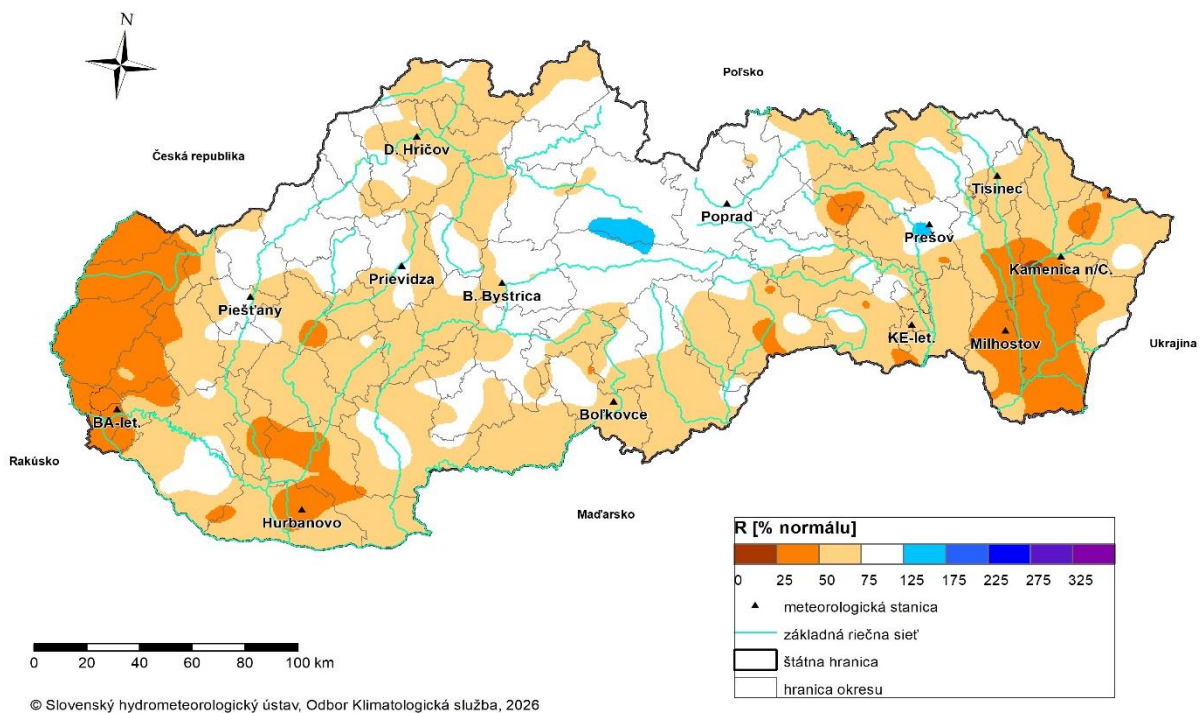 N
Poľsko
Česká republika
D. Hričov
Tisinec
Poprad
Prešov
Prievidza
Kamenica n/C.
B. Bystrica
Piešťany
KE-let.
Milhostov
Ukrajina
Boľkovce
BA-let.
Rakúsko
Maďarsko
Hurbanovo
R [% normálu]
0 25 50 75 125 175 225 275 325
meteorologická stanica
základná riečna sieť
štátna hranica
hranica okresu
0 20 40 60 80 100 km
© Slovenský hydrometeorologický ústav, Odbor Klimatologická služba, 2026